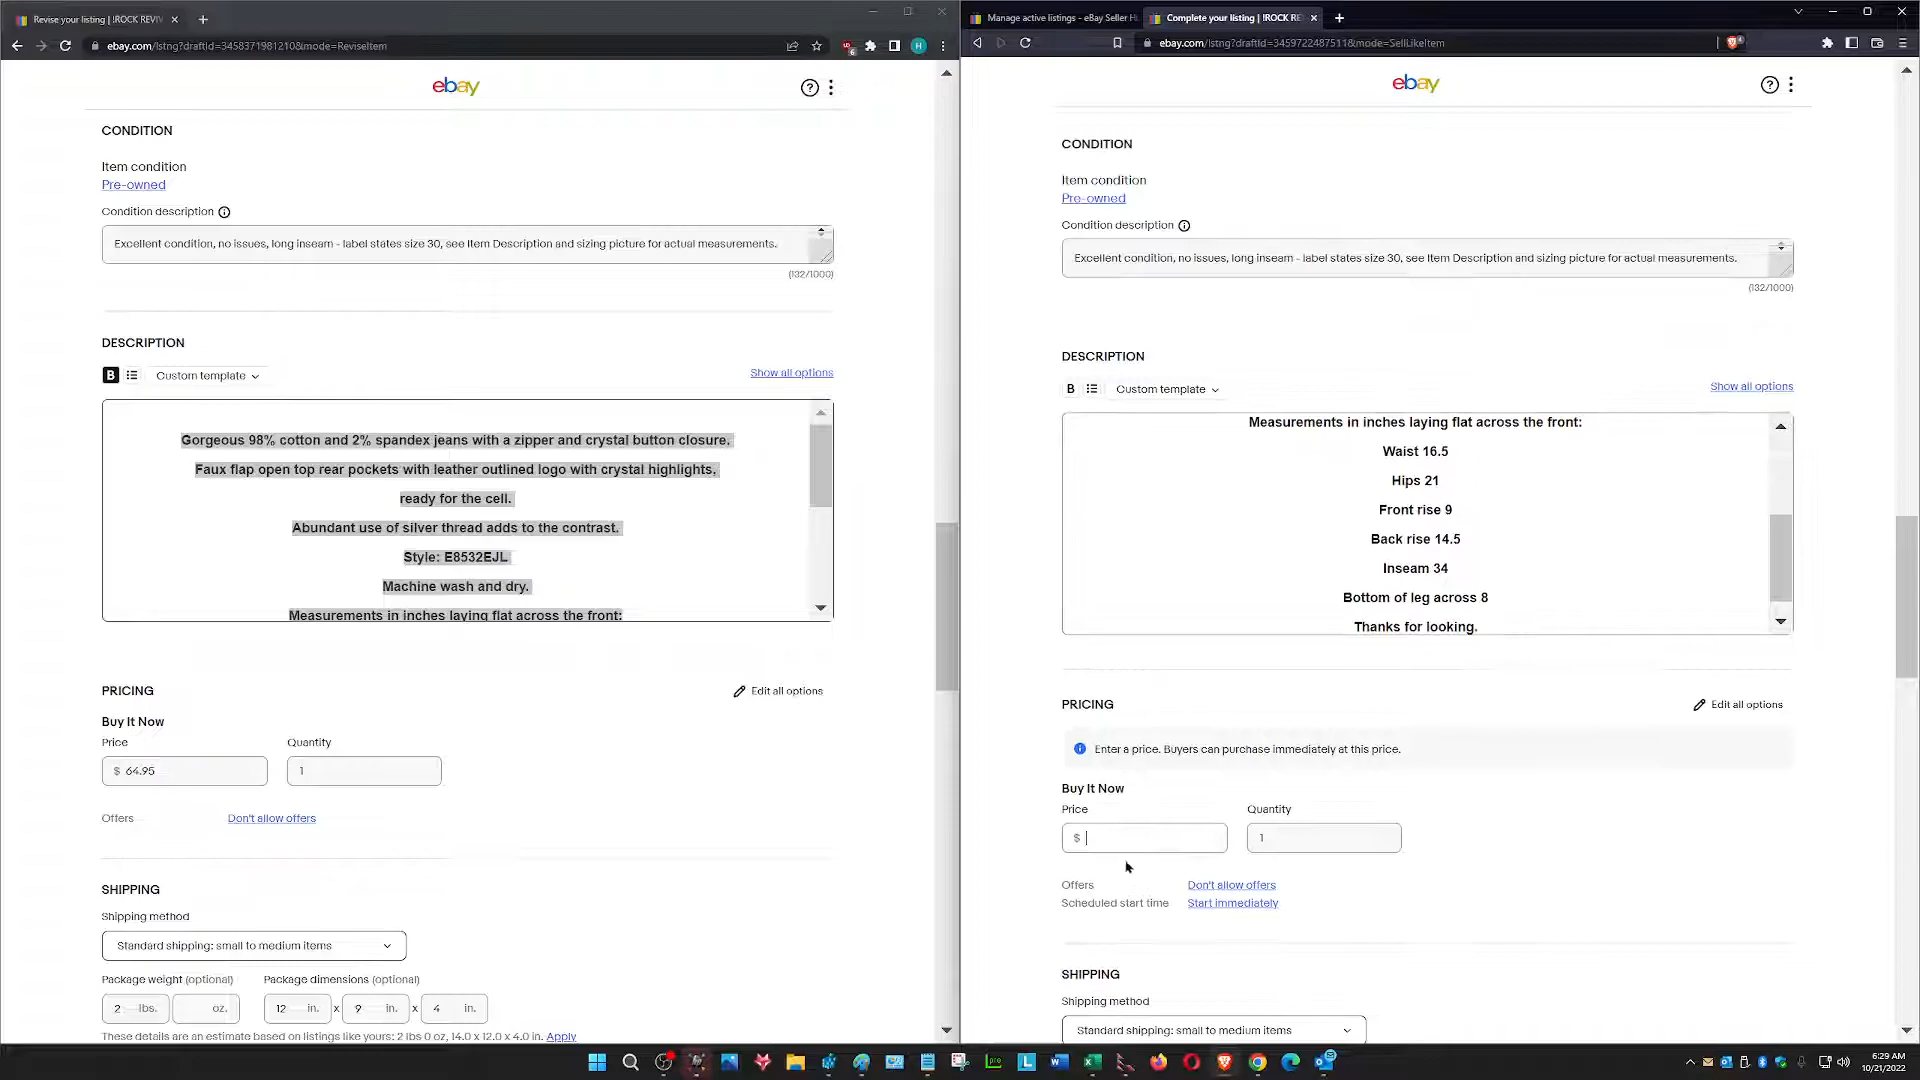 Revise your listing | !ROCK REVIV
ebay.com/lstng?draftId=3458371981210&mode=ReviseItem
H
ebay
CONDITION
Item condition
Pre-owned
Condition description
Excellent condition, no issues, long inseam - label states size 30, see Item Description and sizing picture for actual measurements.
(132/1000)
DESCRIPTION
B
Custom template
Show all options
Gorgeous 98% cotton and 2% spandex jeans with a zipper and crystal button closure.
Faux flap open top rear pockets with leather outlined logo with crystal highlights,
ready for the cell.
Abundant use of silver thread adds to the contrast.
Style: E8532EJL
Machine wash and dry.
Measurements in inches laying flat across the front:
PRICING
Edit all options
Buy It Now
Price
Quantity
$ 64.95
1
Offers
Don't allow offers
SHIPPING
Shipping method
Standard shipping: small to medium items
Package weight (optional)
Package dimensions (optional)
2 lbs.
oz.
12 in. x 9 in. x 4 in.
These details are an estimate based on listings like yours: 2 lbs 0 oz, 14.0 x 12.0 x 4.0 in. Apply
Manage active listings - eBay Seller H
Complete your listing | !ROCK RE
ebay.com/lstng?draftId=3459722487511&mode=SellLikeItem
ebay
CONDITION
Item condition
Pre-owned
Condition description
Excellent condition, no issues, long inseam - label states size 30, see Item Description and sizing picture for actual measurements.
(132/1000)
DESCRIPTION
B
Custom template
Show all options
Measurements in inches laying flat across the front:
Waist 16.5
Hips 21
Front rise 9
Back rise 14.5
Inseam 34
Bottom of leg across 8
Thanks for looking.
PRICING
Edit all options
Enter a price. Buyers can purchase immediately at this price.
Buy It Now
Price
Quantity
$
1
Offers
Don't allow offers
Scheduled start time
Start immediately
SHIPPING
Shipping method
Standard shipping: small to medium items
6:29 AM
10/21/2022